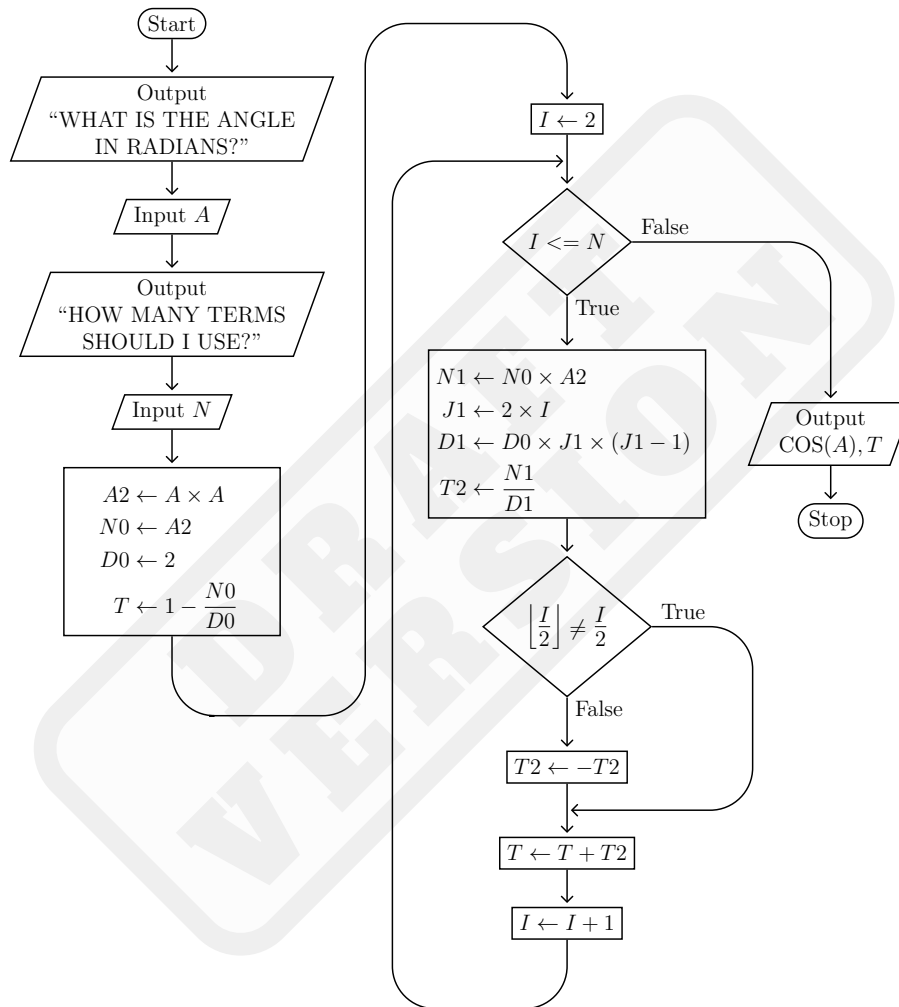 Start
Output
“WHAT IS THE ANGLE
IN RADIANS?”
Input A
Output
“HOW MANY TERMS
SHOULD I USE?”
Input N
A2 ← A × A
N0 ← A2
D0 ← 2
T ← 1 − N0/D0
I ← 2
I <= N
False
True
N1 ← N0 × A2
J1 ← 2 × I
D1 ← D0 × J1 × (J1 − 1)
T2 ← N1/D1
Output
COS(A), T
Stop
⌊I/2⌋ ≠ I/2
True
False
T2 ← −T2
T ← T + T2
I ← I + 1
DRAFT
VERSION